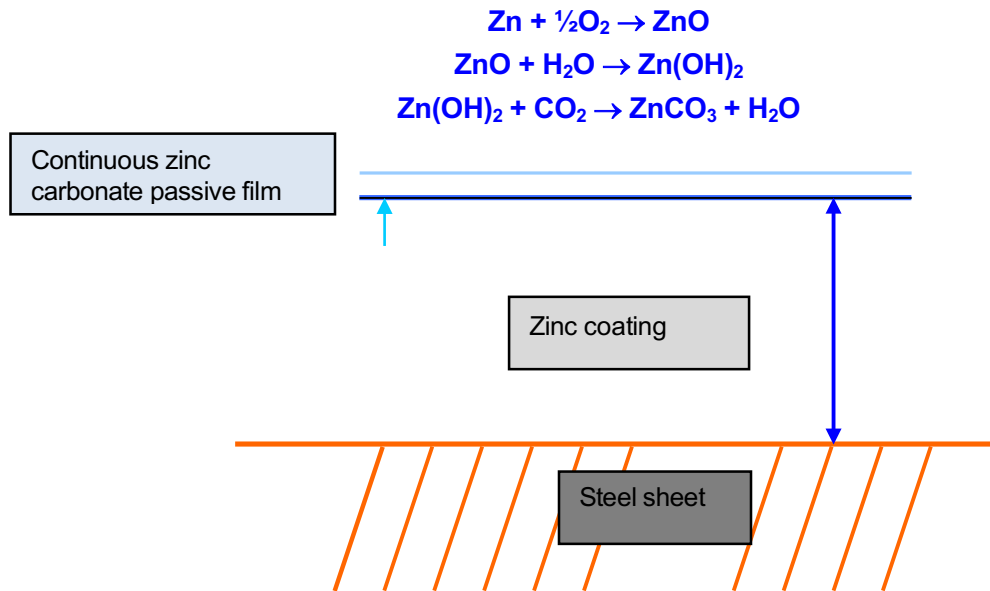 Zn + ½O₂ → ZnO
ZnO + H₂O → Zn(OH)₂
Zn(OH)₂ + CO₂ → ZnCO₃ + H₂O
Continuous zinc
carbonate passive film
Zinc coating
Steel sheet